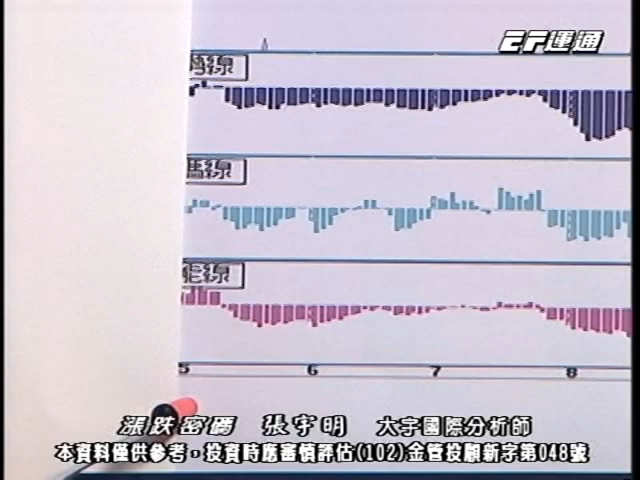 EF運通
線
馬線
線
5 6 7 8
漲跌密碼 張宇明 大宇國際分析師
本資料僅供參考，投資時應審慎評估(102)金管投顧新字第048號